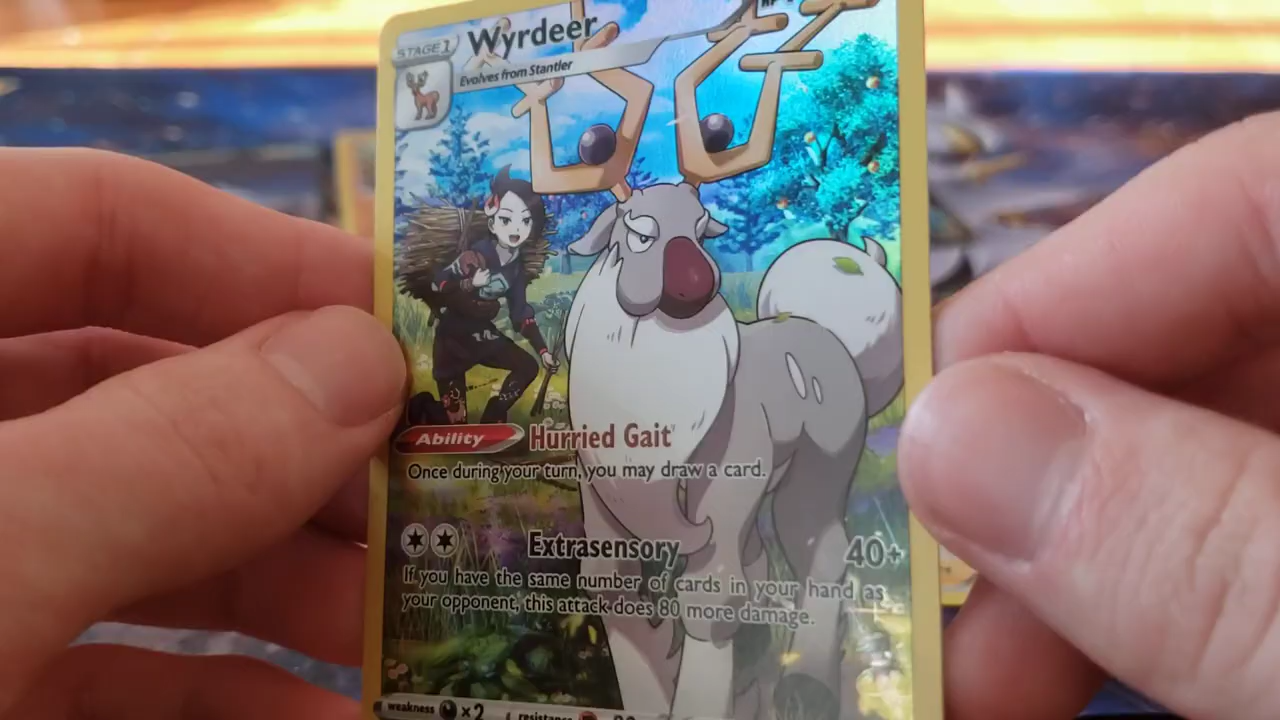 STAGE 1 Wyrdeer
Evolves from Stantler
Ability Hurried Gait
Once during your turn, you may draw a card.
Extrasensory 40+
If you have the same number of cards in your hand as
your opponent, this attack does 80 more damage.
weakness ×2 resistance